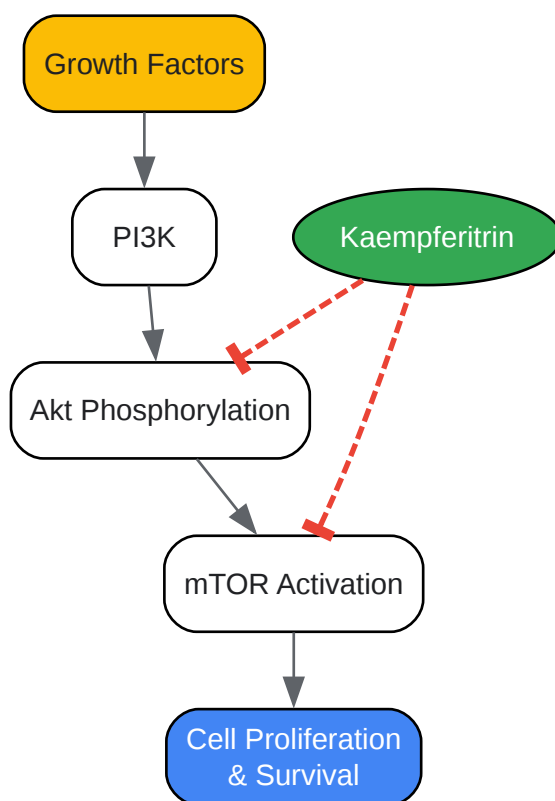 Growth Factors
PI3K
Kaempferitrin
Akt Phosphorylation
mTOR Activation
Cell Proliferation
& Survival